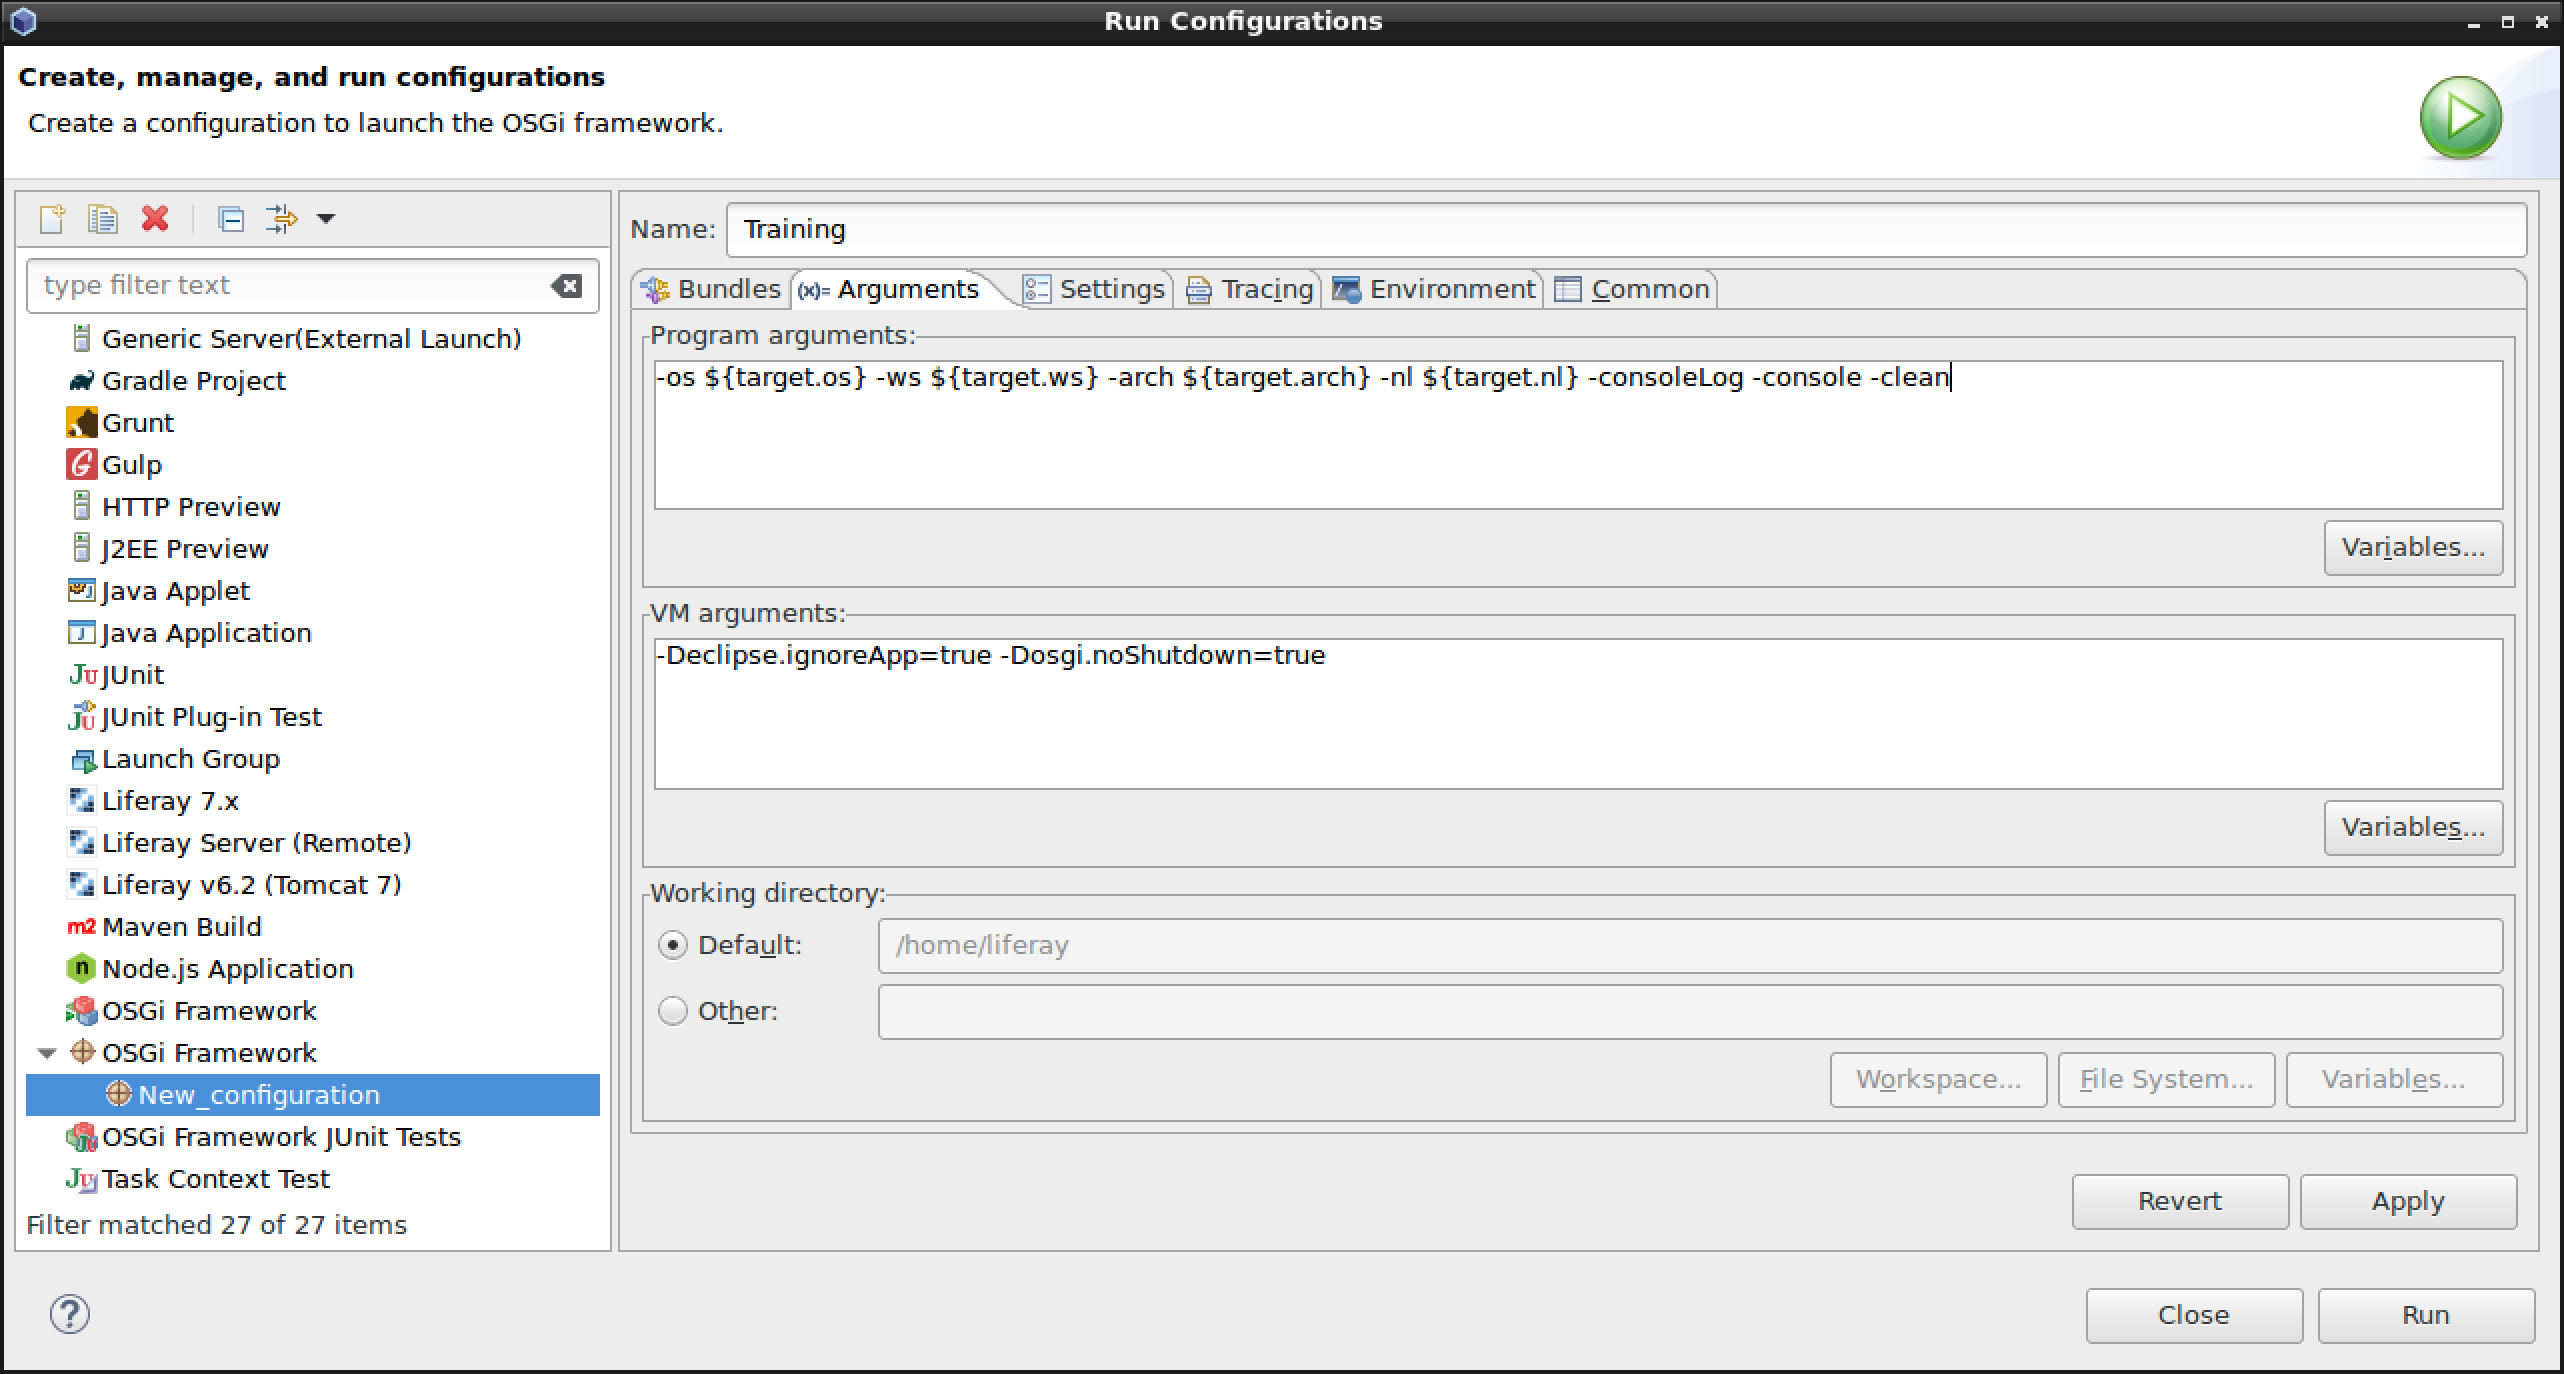 Run Configurations
Create, manage, and run configurations
Create a configuration to launch the OSGi framework.
type filter text
Generic Server(External Launch)
Gradle Project
Grunt
Gulp
HTTP Preview
J2EE Preview
Java Applet
Java Application
JUnit
JUnit Plug-in Test
Launch Group
Liferay 7.x
Liferay Server (Remote)
Liferay v6.2 (Tomcat 7)
m2 Maven Build
Node.js Application
OSGi Framework
OSGi Framework
New_configuration
OSGi Framework JUnit Tests
Task Context Test
Filter matched 27 of 27 items
Name: Training
Bundles (x)= Arguments Settings Tracing Environment Common
Program arguments:
-os ${target.os} -ws ${target.ws} -arch ${target.arch} -nl ${target.nl} -consoleLog -console -clean
Variables...
VM arguments:
-Declipse.ignoreApp=true -Dosgi.noShutdown=true
Variables...
Working directory:
Default: /home/liferay
Other:
Workspace... File System... Variables...
Revert Apply
Close Run